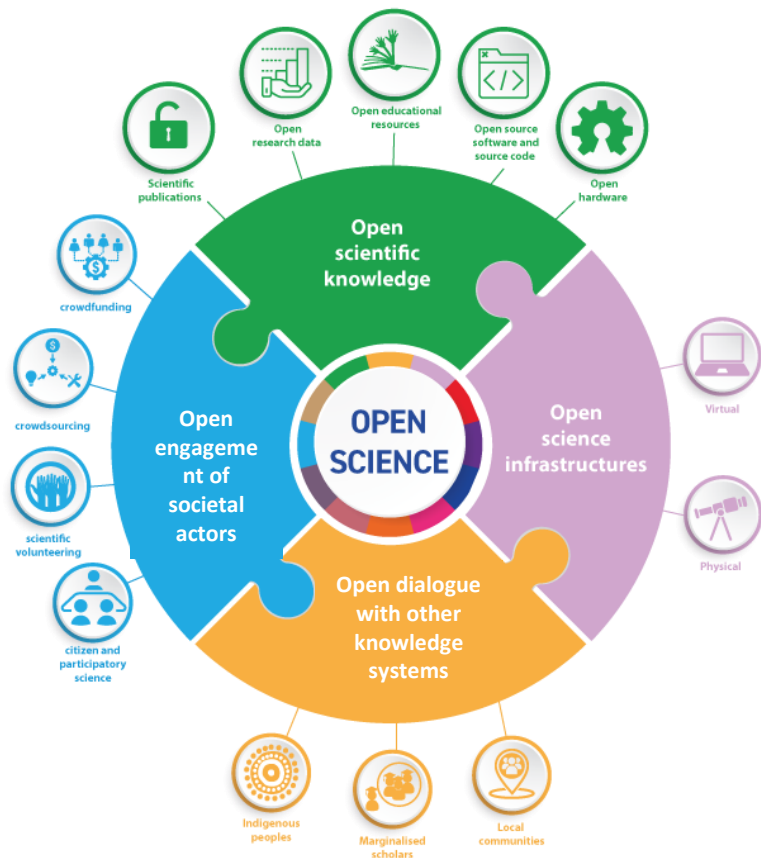 Open educational
resources
Open
research data
Open source
software and
source code
Scientific
publications
Open
hardware
Open
scientific
knowledge
crowdfunding
crowdsourcing
scientific
volunteering
citizen and
participatory
science
Open
engageme
nt of
societal
actors
OPEN
SCIENCE
Open
science
infrastructures
Virtual
Physical
Open dialogue
with other
knowledge
systems
Indigenous
peoples
Marginalised
scholars
Local
communities